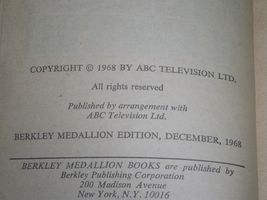 COPYRIGHT © 1968 BY ABC TELEVISION LTD.
All rights reserved
Published by arrangement with
ABC Television Ltd.
BERKLEY MEDALLION EDITION, DECEMBER, 1968
BERKLEY MEDALLION BOOKS are published by
Berkley Publishing Corporation
200 Madison Avenue
New York, N.Y. 10016